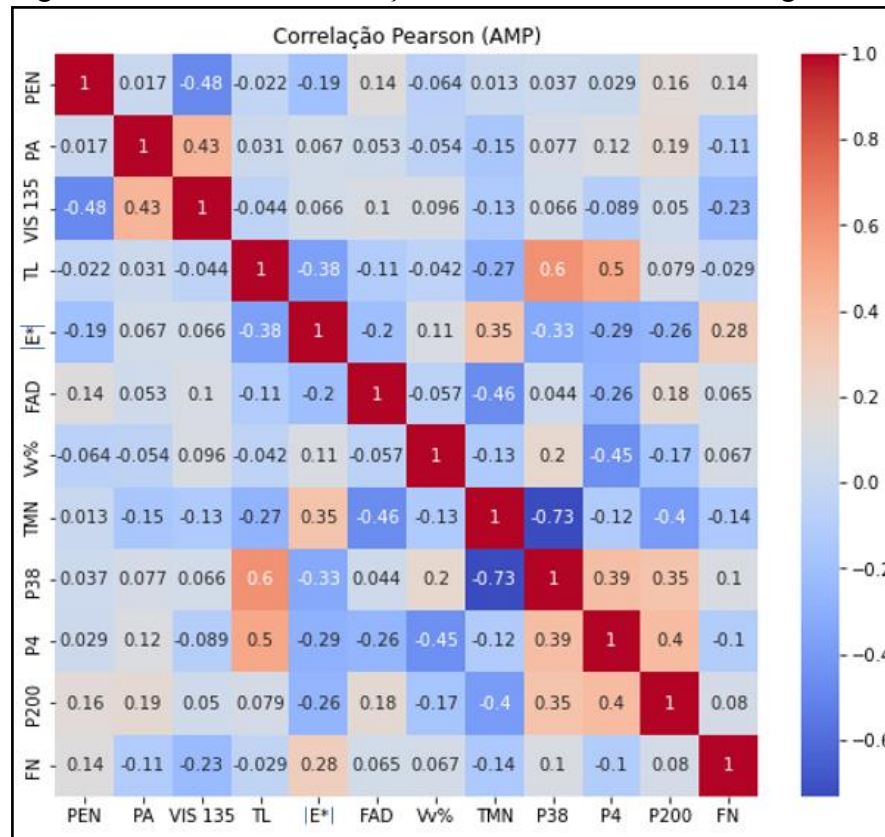 Correlação Pearson (AMP)
PEN 1 0.017 -0.48 -0.022 -0.19 0.14 -0.064 0.013 0.037 0.029 0.16 0.14
PA 0.017 1 0.43 0.031 0.067 0.053 -0.054 -0.15 0.077 0.12 0.19 -0.11
VIS 135 -0.48 0.43 1 -0.044 0.066 0.1 0.096 -0.13 0.066 -0.089 0.05 -0.23
TL -0.022 0.031 -0.044 1 -0.38 -0.11 -0.042 -0.27 0.6 0.5 0.079 -0.029
|E*| -0.19 0.067 0.066 -0.38 1 -0.2 0.11 0.35 -0.33 -0.29 -0.26 0.28
FAD 0.14 0.053 0.1 -0.11 -0.2 1 -0.057 -0.46 0.044 -0.26 0.18 0.065
Vv% -0.064 -0.054 0.096 -0.042 0.11 -0.057 1 -0.13 0.2 -0.45 -0.17 0.067
TMN 0.013 -0.15 -0.13 -0.27 0.35 -0.46 -0.13 1 -0.73 -0.12 -0.4 -0.14
P38 0.037 0.077 0.066 0.6 -0.33 0.044 0.2 -0.73 1 0.39 0.35 0.1
P4 0.029 0.12 -0.089 0.5 -0.29 -0.26 -0.45 -0.12 0.39 1 0.4 -0.1
P200 0.16 0.19 0.05 0.079 -0.26 0.18 -0.17 -0.4 0.35 0.4 1 0.08
FN 0.14 -0.11 -0.23 -0.029 0.28 0.065 0.067 -0.14 0.1 -0.1 0.08 1
PEN PA VIS 135 TL |E*| FAD Vv% TMN P38 P4 P200 FN
1.0
0.8
0.6
0.4
0.2
0.0
-0.2
-0.4
-0.6